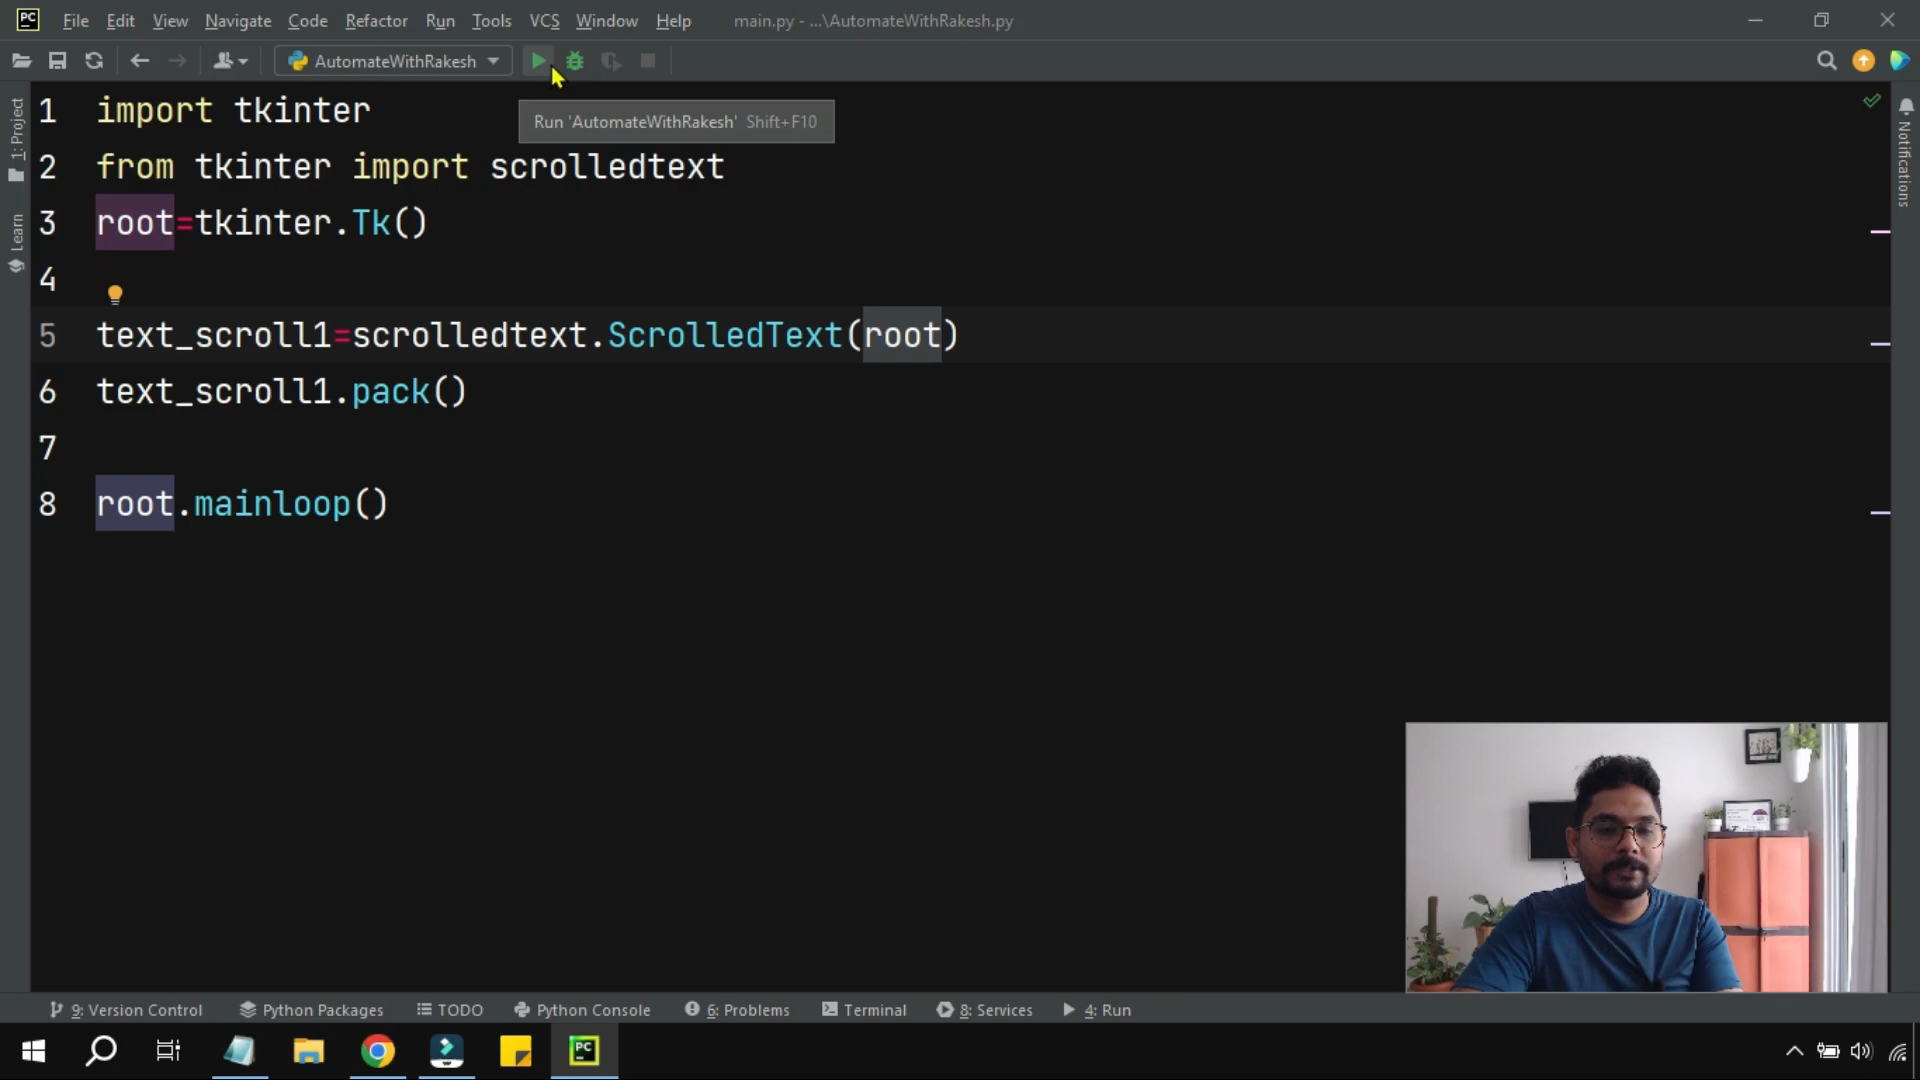 PC File Edit View Navigate Code Refactor Run Tools VCS Window Help main.py - ...\AutomateWithRakesh.py
AutomateWithRakesh
Run 'AutomateWithRakesh' Shift+F10
1: Project
Learn
Notifications
1 import tkinter
2 from tkinter import scrolledtext
3 root=tkinter.Tk()
4
5 text_scroll1=scrolledtext.ScrolledText(root)
6 text_scroll1.pack()
7
8 root.mainloop()
9: Version Control Python Packages TODO Python Console 6: Problems Terminal 8: Services 4: Run
PC